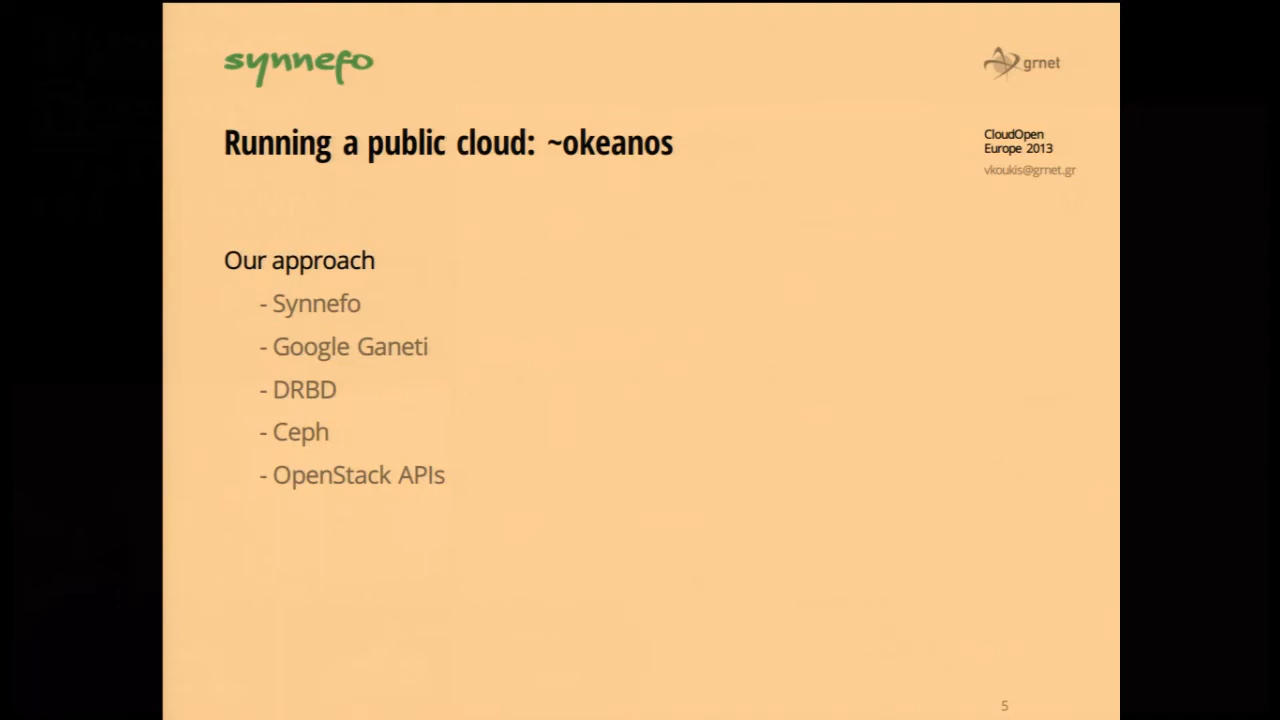 synnefo
grnet
Running a public cloud: ~okeanos
CloudOpen
Europe 2013
vkoukis@grnet.gr
Our approach
- Synnefo
- Google Ganeti
- DRBD
- Ceph
- OpenStack APIs
5